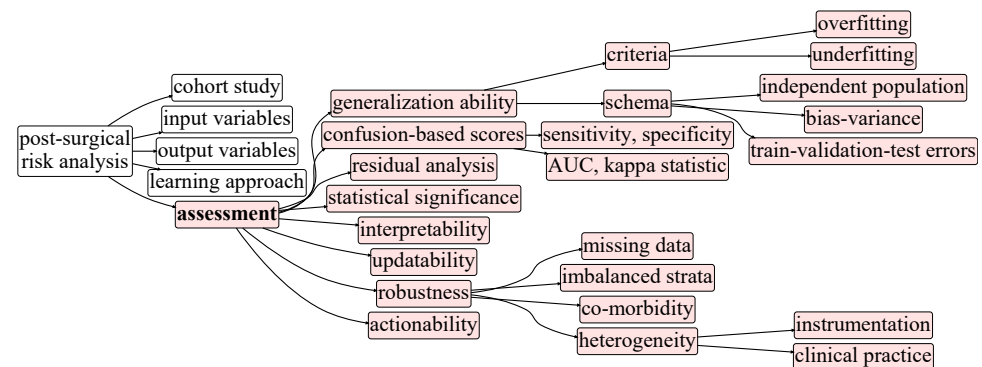 post-surgical
risk analysis
cohort study
input variables
output variables
learning approach
assessment
generalization ability
confusion-based scores
residual analysis
statistical significance
interpretability
updatability
robustness
actionability
criteria
schema
sensitivity, specificity
AUC, kappa statistic
missing data
imbalanced strata
co-morbidity
heterogeneity
overfitting
underfitting
independent population
bias-variance
train-validation-test errors
instrumentation
clinical practice